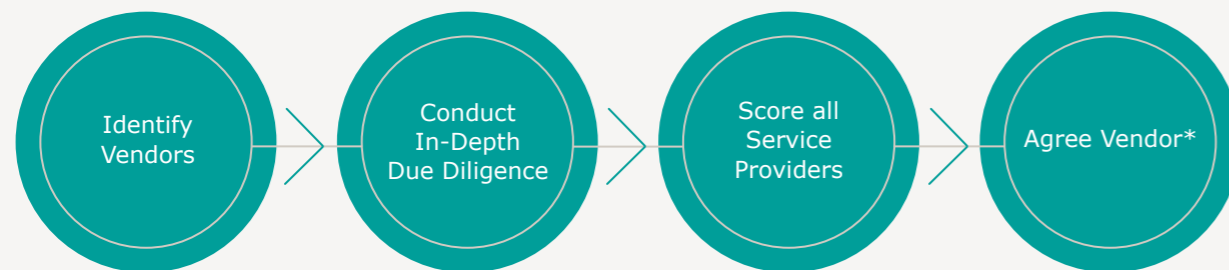 Identify
Vendors
Conduct
In-Depth
Due Diligence
Score all
Service
Providers
Agree Vendor*